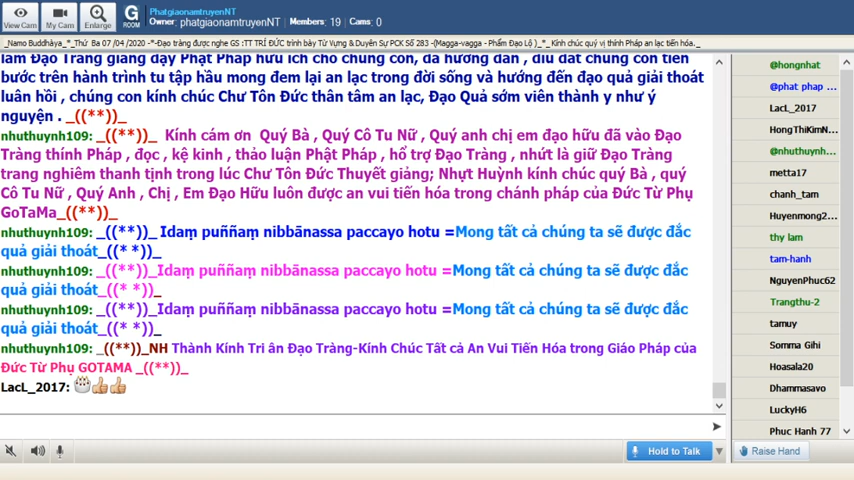 View Cam
My Cam
Enlarge
G
ROOM
PhatgiaonamtruyenNT
Owner: phatgiaonamtruyenNT Members: 19 Cams: 0
_Namo Buddhàya_*_Thứ Ba 07 /04 /2020 -*-Đạo tràng được nghe GS :TT TRÍ ĐỨC trình bày Từ Vựng &Duyên Sự PCK Số 283 -(Magga-vagga - Phẩm Đạo Lộ )_*_ Kính chúc quý vị thính Pháp an lạc tiến hóa._
làm Đạo Tràng giảng dạy Phật Pháp hữu ích cho chúng con, đã hướng dẫn , dìu dắt chúng con tiến
bước trên hành trình tu tập hầu mong đem lại an lạc trong đời sống và hướng đến đạo quả giải thoát
luân hồi , chúng con kính chúc Chư Tôn Đức thân tâm an lạc, Đạo Quả sớm viên thành y như ý
nguyện . _((**))_
nhuthuynh109: _((**))_ Kính cám ơn Quý Bà , Quý Cô Tu Nữ , Quý anh chị em đạo hữu đã vào Đạo
Tràng thính Pháp , đọc , kệ kinh , thảo luận Phật Pháp , hổ trợ Đạo Tràng , nhứt là giữ Đạo Tràng
trang nghiêm thanh tịnh trong lúc Chư Tôn Đức Thuyết giảng; Nhựt Huỳnh kính chúc quý Bà , quý
cô Tu Nữ , Quý Anh , Chị , Em Đạo Hữu luôn được an vui tiến hóa trong chánh pháp của Đức Từ Phụ
GoTaMa_((**))_
nhuthuynh109: _((**))_ Idaṃ puññaṃ nibbānassa paccayo hotu =Mong tất cả chúng ta sẽ được đắc
quả giải thoát_((* *))_
nhuthuynh109: _((**))_Idaṃ puññaṃ nibbānassa paccayo hotu =Mong tất cả chúng ta sẽ được đắc
quả giải thoát_((* *))_
nhuthuynh109: _((**))_Idaṃ puññaṃ nibbānassa paccayo hotu =Mong tất cả chúng ta sẽ được đắc
quả giải thoát_((* *))_
nhuthuynh109: _((**))_NH Thành Kính Tri ân Đạo Tràng-Kính Chúc Tất cả An Vui Tiến Hóa trong Giáo Pháp của
Đức Từ Phụ GOTAMA _((**))_
LacL_2017:
@hongnhat
@phat phap ...
LacL_2017
HongThiKimN...
@nhuthuynh...
metta17
chanh_tam
Huyenmong2...
thy lam
tam-hanh
NguyenPhuc62
Trangthu-2
tamuy
Somma Gihi
Hoasala20
Dhammasavo
LuckyH6
Phuc Hanh 77
Hold to Talk
Raise Hand